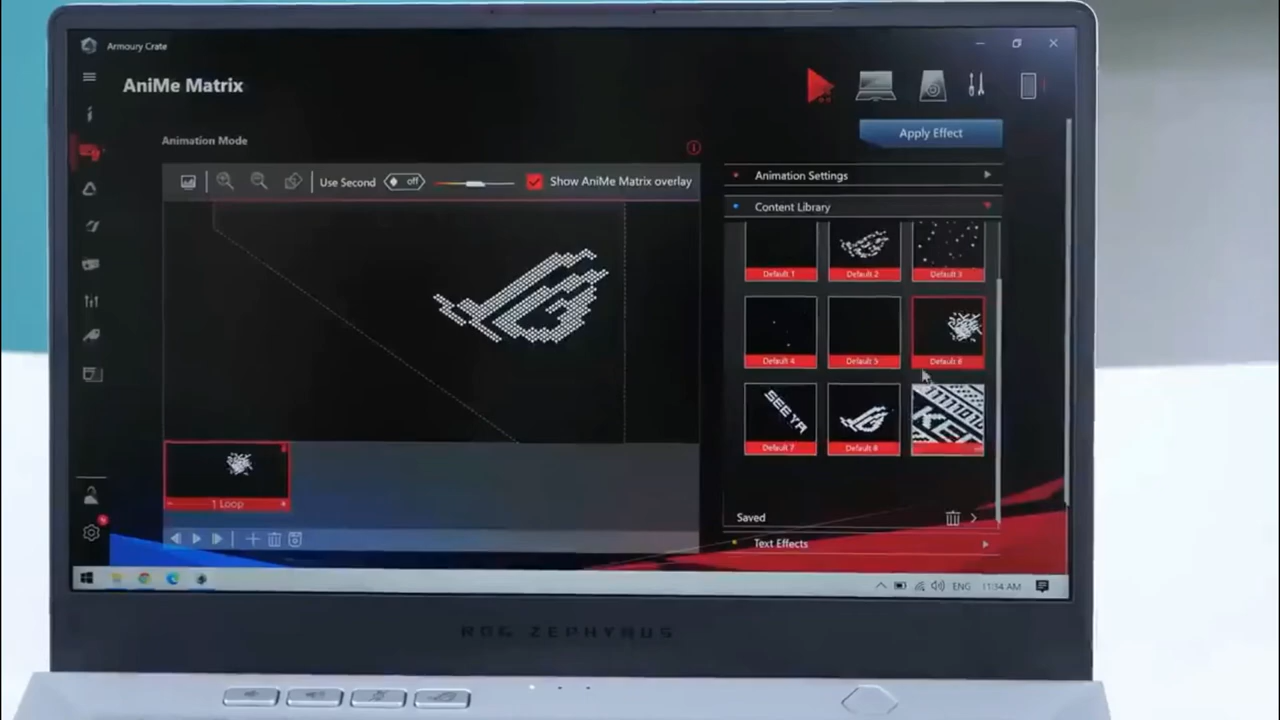 Armoury Crate
AniMe Matrix
Apply Effect
Animation Mode
Use Second
off
Show AniMe Matrix overlay
Animation Settings
Content Library
Default 1
Default 2
Default 3
Default 4
Default 5
Default 6
SEE YA
Default 7
Default 8
1 Loop
Saved
Text Effects
ENG
11:34 AM
ROG ZEPHYRUS